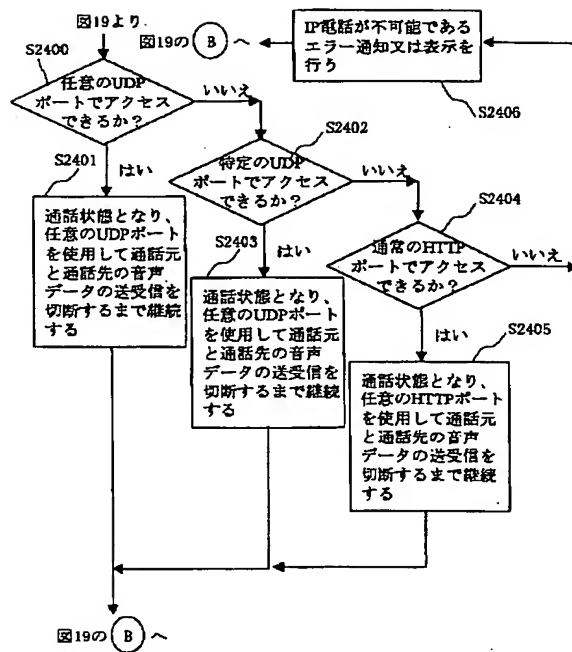 図19より
図19の B へ
IP電話が不可能である
エラー通知又は表示を
行う
S2406
S2400
任意のUDP
ポートでアクセス
できるか?
いいえ
はい
S2401
通話状態となり、
任意のUDPポート
を使用して通話元
と通話先の音声
データの送受信を
切断するまで継続
する
S2402
特定のUDP
ポートでアクセス
できるか?
いいえ
はい
S2403
通話状態となり、
任意のUDPポート
を使用して通話元
と通話先の音声
データの送受信を
切断するまで継続
する
S2404
通常のHTTP
ポートでアクセス
できるか?
いいえ
はい
S2405
通話状態となり、
任意のHTTPポート
を使用して通話元
と通話先の音声
データの送受信を
切断するまで継続
する
図19の B へ